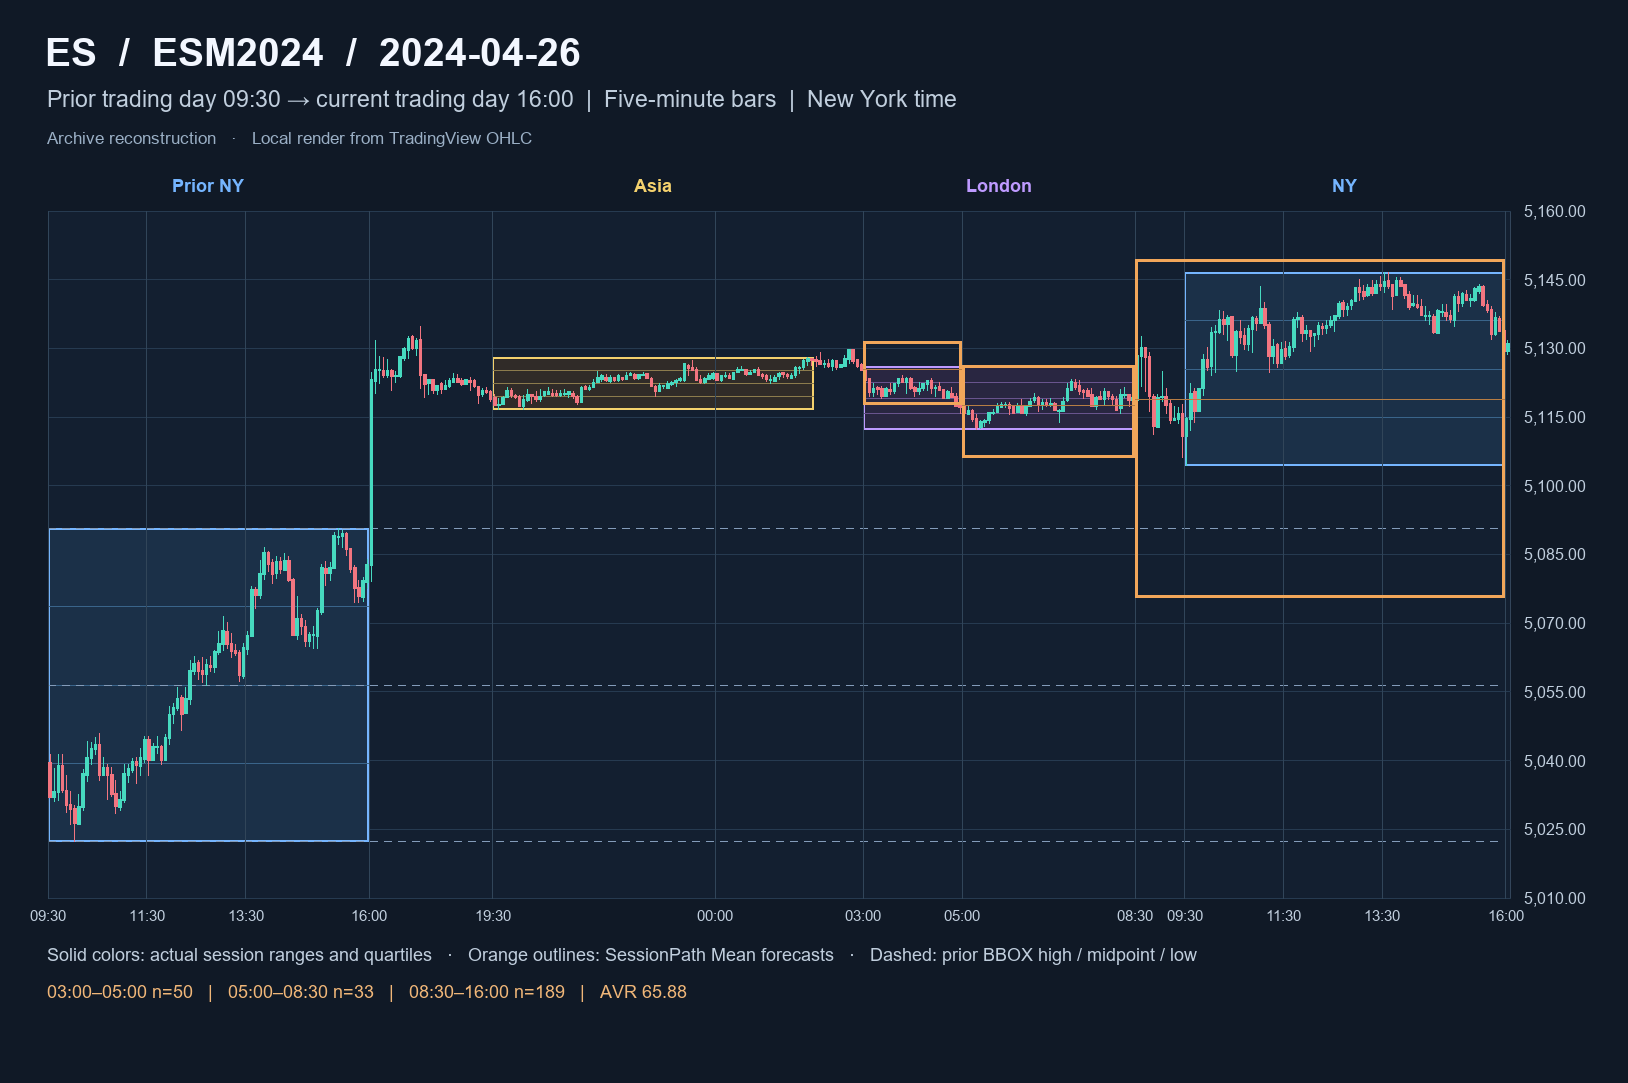 ES / ESM2024 / 2024-04-26
Prior trading day 09:30 → current trading day 16:00 | Five-minute bars | New York time
Archive reconstruction · Local render from TradingView OHLC
Prior NY Asia London NY
5,160.00
5,145.00
5,130.00
5,115.00
5,100.00
5,085.00
5,070.00
5,055.00
5,040.00
5,025.00
5,010.00
09:30 11:30 13:30 16:00 19:30 00:00 03:00 05:00 08:30 09:30 11:30 13:30 16:00
Solid colors: actual session ranges and quartiles · Orange outlines: SessionPath Mean forecasts · Dashed: prior BBOX high / midpoint / low
03:00–05:00 n=50 | 05:00–08:30 n=33 | 08:30–16:00 n=189 | AVR 65.88